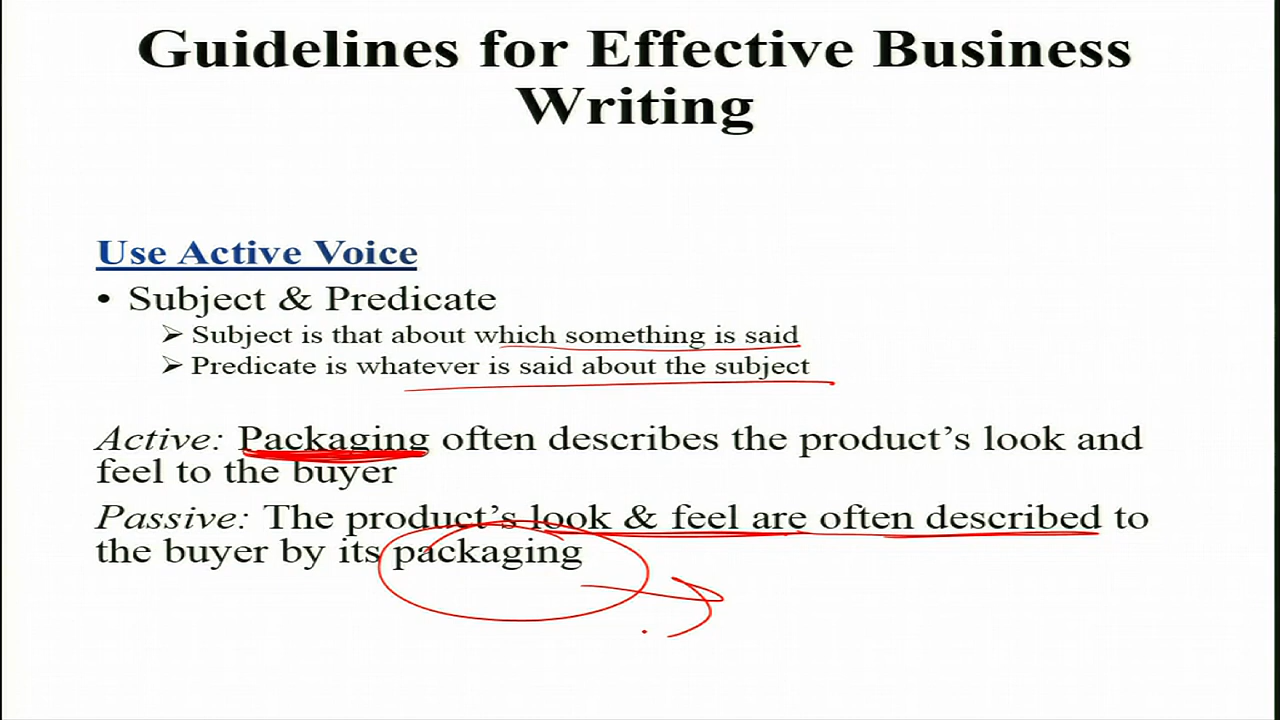 Guidelines for Effective Business
Writing
Use Active Voice
• Subject & Predicate
➢ Subject is that about which something is said
➢ Predicate is whatever is said about the subject
Active: Packaging often describes the product’s look and
feel to the buyer
Passive: The product’s look & feel are often described to
the buyer by its packaging